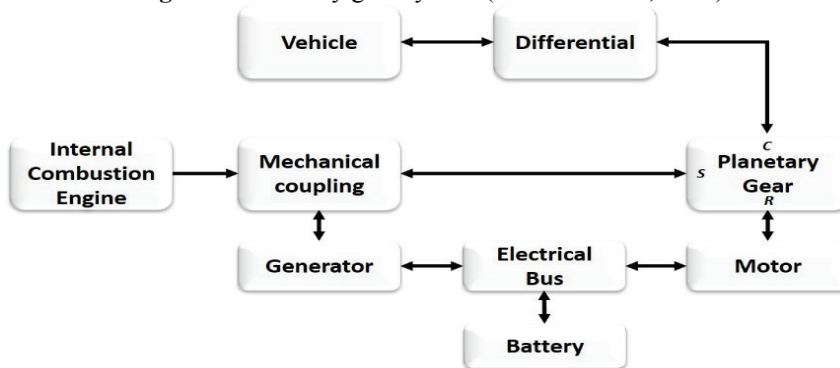 Vehicle
Differential
Internal
Combustion
Engine
Mechanical
coupling
C
S
Planetary
Gear
R
Generator
Electrical
Bus
Motor
Battery